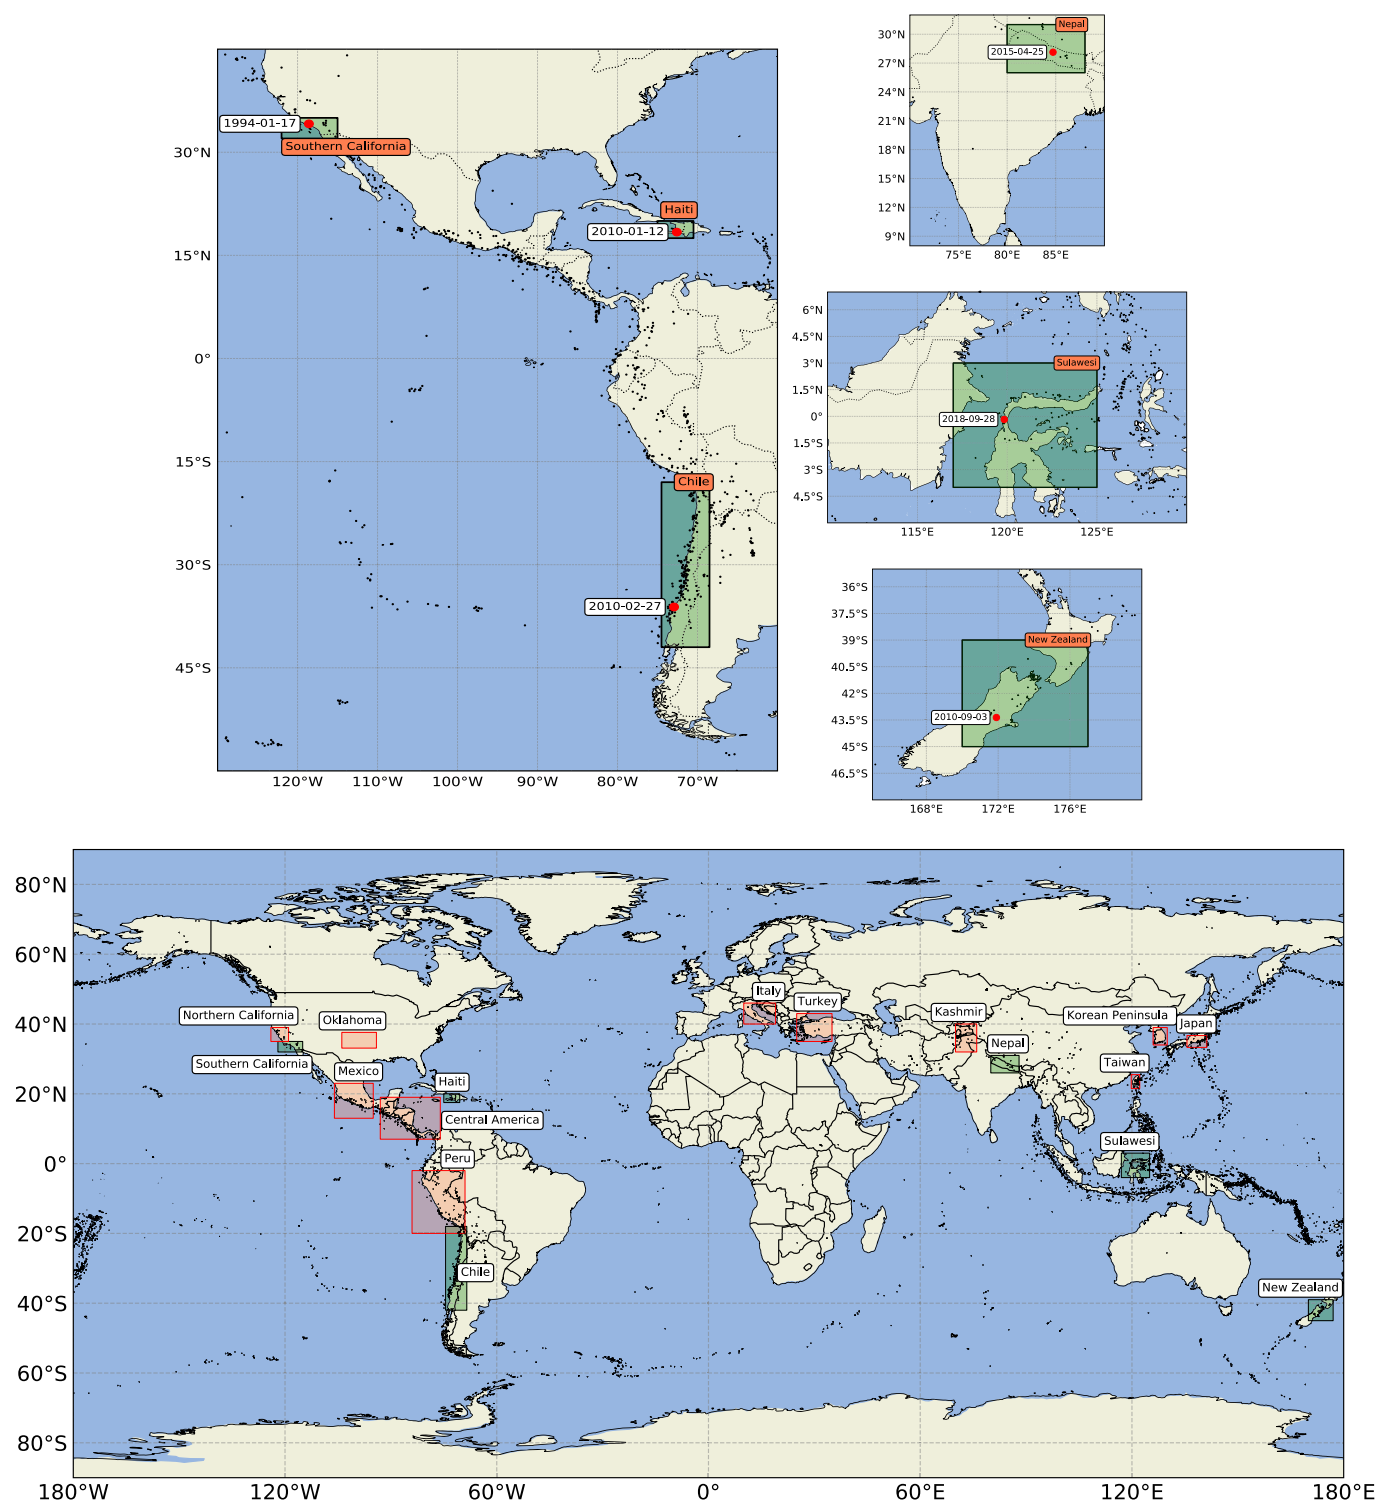 1994-01-17
Southern California
Haiti
2010-01-12
Chile
2010-02-27
30°N
15°N
0°
15°S
30°S
45°S
120°W
110°W
100°W
90°W
80°W
70°W
Nepal
2015-04-25
30°N
27°N
24°N
21°N
18°N
15°N
12°N
9°N
75°E
80°E
85°E
6°N
4.5°N
3°N
1.5°N
0°
1.5°S
3°S
4.5°S
Sulawesi
2018-09-28
115°E
120°E
125°E
36°S
37.5°S
39°S
40.5°S
42°S
43.5°S
45°S
46.5°S
New Zealand
2010-09-03
168°E
172°E
176°E
80°N
60°N
40°N
20°N
0°
20°S
40°S
60°S
80°S
Northern California
Oklahoma
Southern California
Mexico
Haiti
Central America
Peru
Chile
Italy
Turkey
Kashmir
Nepal
Korean Peninsula
Japan
Taiwan
Sulawesi
New Zealand
180°W
120°W
60°W
0°
60°E
120°E
180°E